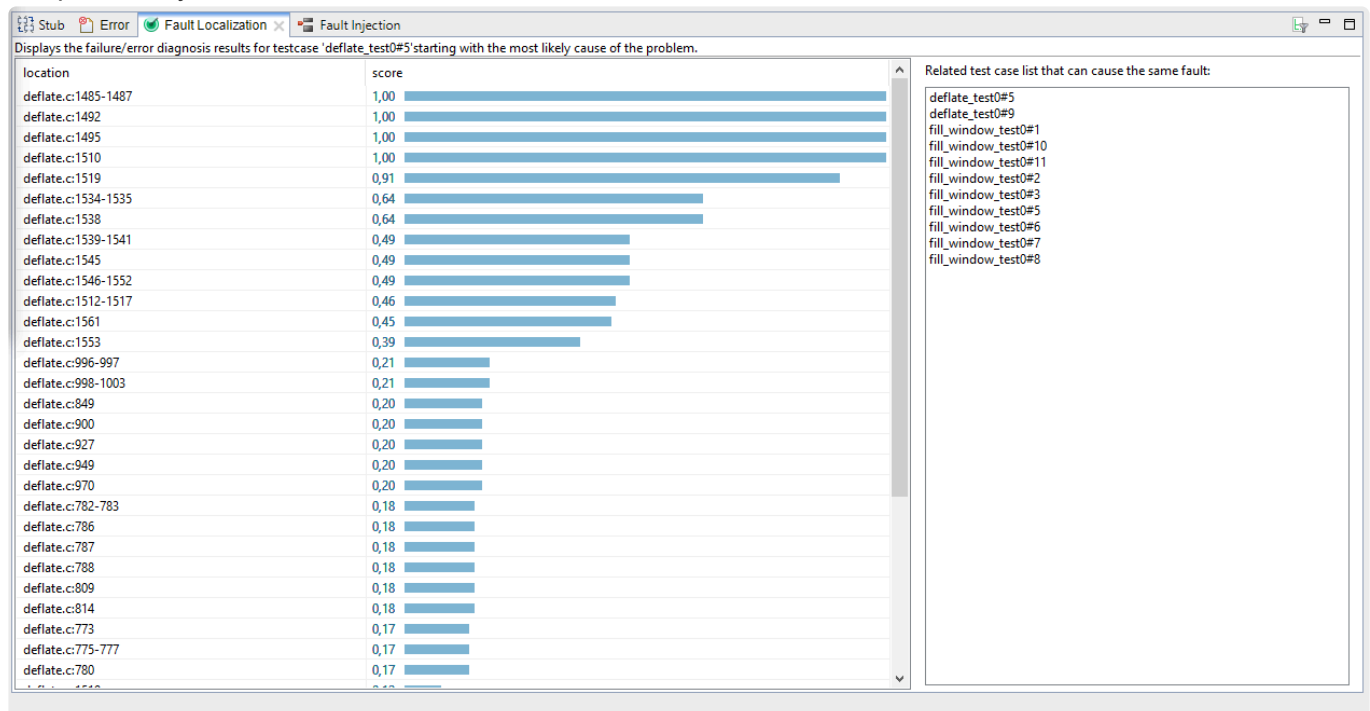 Stub Error Fault Localization Fault Injection
Displays the failure/error diagnosis results for testcase 'deflate_test0#5'starting with the most likely cause of the problem.
location score
deflate.c:1485-1487 1,00
deflate.c:1492 1,00
deflate.c:1495 1,00
deflate.c:1510 1,00
deflate.c:1519 0,91
deflate.c:1534-1535 0,64
deflate.c:1538 0,64
deflate.c:1539-1541 0,49
deflate.c:1545 0,49
deflate.c:1546-1552 0,49
deflate.c:1512-1517 0,46
deflate.c:1561 0,45
deflate.c:1553 0,39
deflate.c:996-997 0,21
deflate.c:998-1003 0,21
deflate.c:849 0,20
deflate.c:900 0,20
deflate.c:927 0,20
deflate.c:949 0,20
deflate.c:970 0,20
deflate.c:782-783 0,18
deflate.c:786 0,18
deflate.c:787 0,18
deflate.c:788 0,18
deflate.c:809 0,18
deflate.c:814 0,18
deflate.c:773 0,17
deflate.c:775-777 0,17
deflate.c:780 0,17
Related test case list that can cause the same fault:
deflate_test0#5
deflate_test0#9
fill_window_test0#1
fill_window_test0#10
fill_window_test0#11
fill_window_test0#2
fill_window_test0#3
fill_window_test0#5
fill_window_test0#6
fill_window_test0#7
fill_window_test0#8